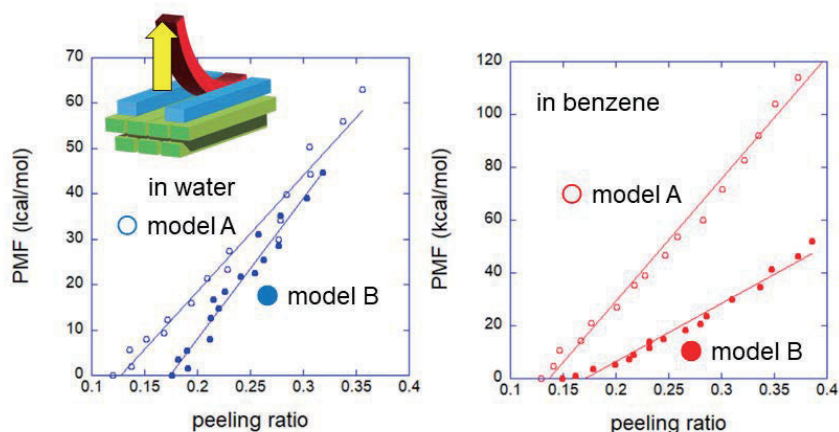 70
60
50
40
30
20
10
0
PMF (lcal/mol)
in water
model A
model B
0.1 0.15 0.2 0.25 0.3 0.35 0.4
peeling ratio
120
100
80
60
40
20
0
PMF (kcal/mol)
in benzene
model A
model B
0.1 0.15 0.2 0.25 0.3 0.35 0.4
peeling ratio